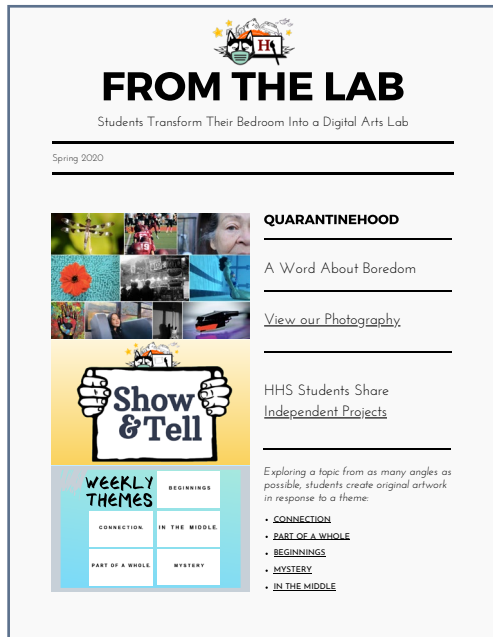 H
FROM THE LAB
Students Transform Their Bedroom Into a Digital Arts Lab
Spring 2020
QUARANTINEHOOD
A Word About Boredom
View our Photography
Show
&Tell
HHS Students Share
Independent Projects
WEEKLY
THEMES
BEGINNINGS
CONNECTION.
IN THE MIDDLE.
PART OF A WHOLE.
MYSTERY
Exploring a topic from as many angles as
possible, students create original artwork
in response to a theme:
• CONNECTION
• PART OF A WHOLE
• BEGINNINGS
• MYSTERY
• IN THE MIDDLE